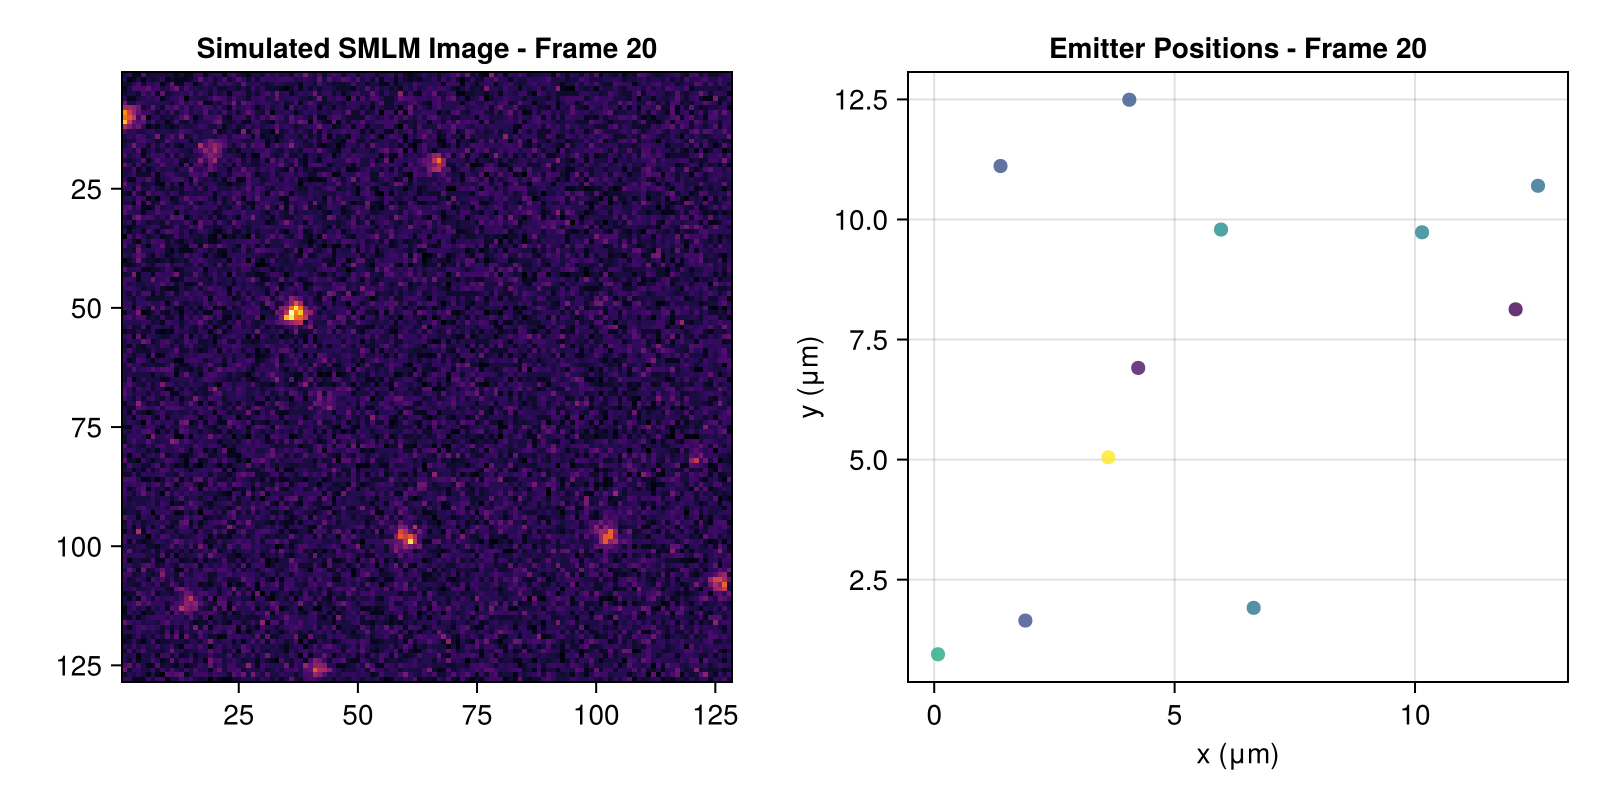 Simulated SMLM Image - Frame 20
25
50
75
100
125
25 50 75 100 125
Emitter Positions - Frame 20
12.5
10.0
7.5
5.0
2.5
y (μm)
0 5 10
x (μm)